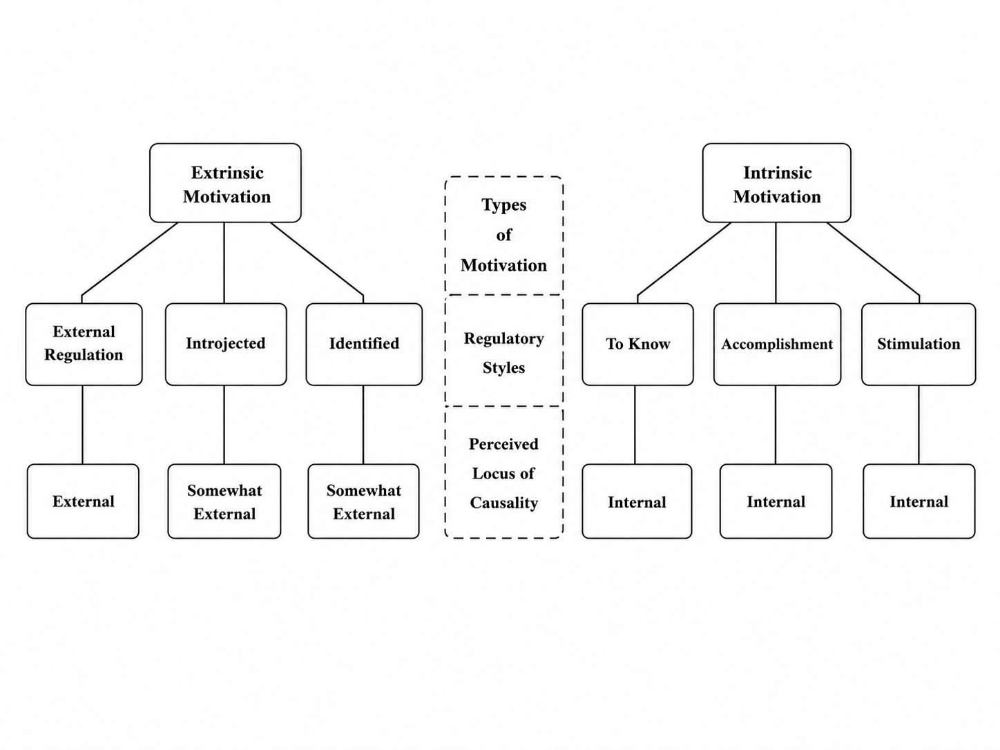 Extrinsic
Motivation
Types
of
Motivation
Intrinsic
Motivation
External
Regulation
Introjected
Identified
Regulatory
Styles
To Know
Accomplishment
Stimulation
External
Somewhat
External
Somewhat
External
Perceived
Locus of
Causality
Internal
Internal
Internal